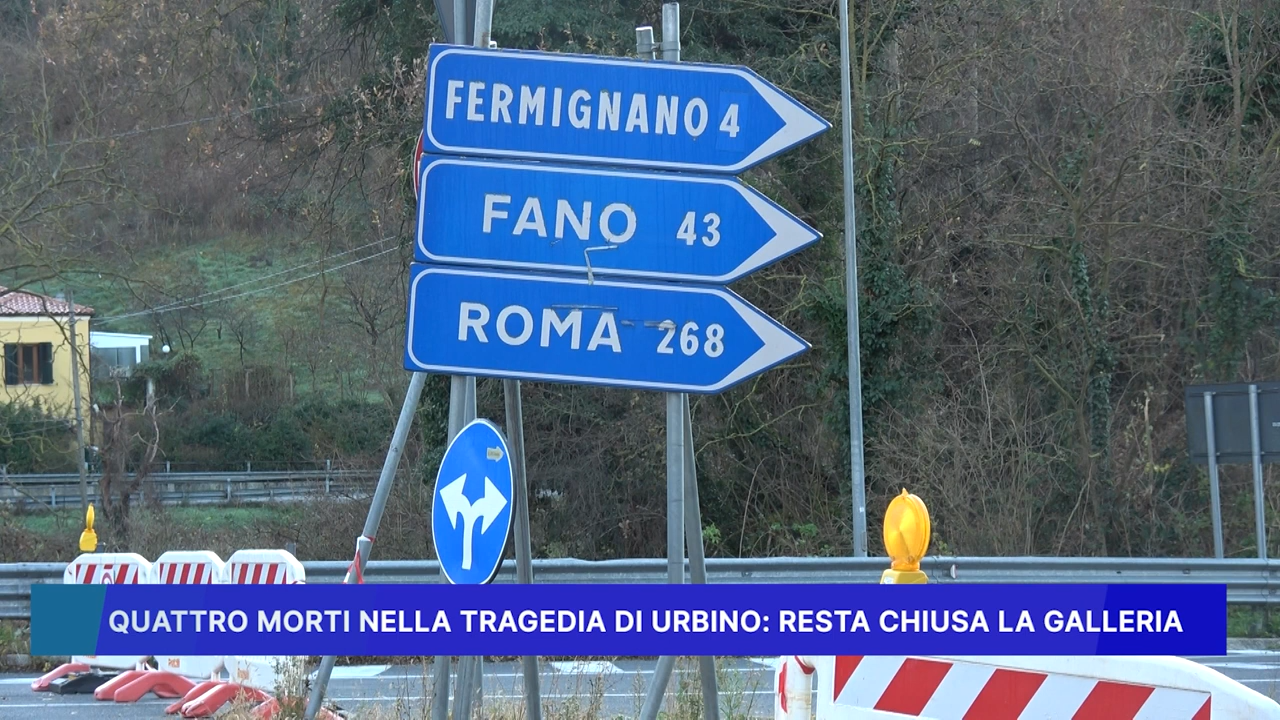 FERMIGNANO 4
FANO 43
ROMA 268
QUATTRO MORTI NELLA TRAGEDIA DI URBINO: RESTA CHIUSA LA GALLERIA